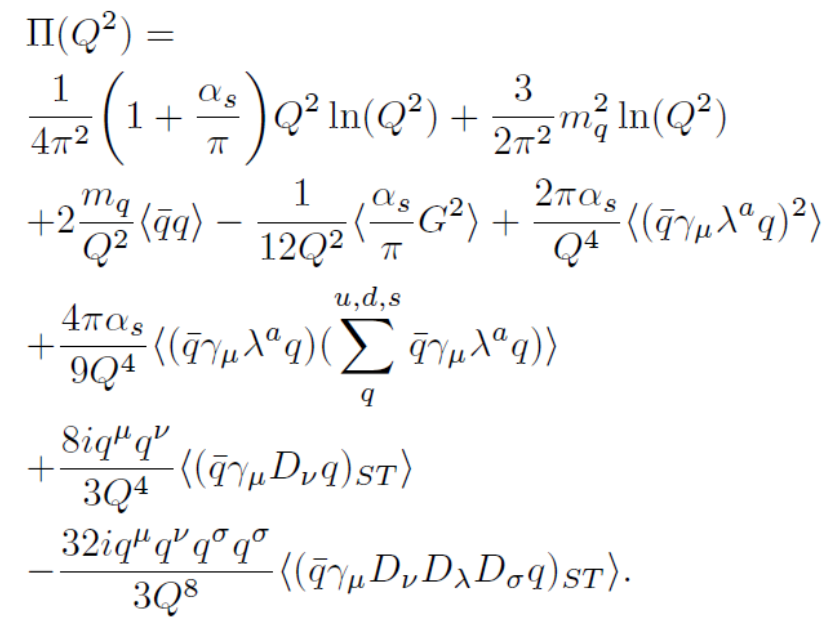 \Pi(Q^2) =
\frac{1}{4\pi^2}\left(1 + \frac{\alpha_s}{\pi}\right)Q^2 \ln(Q^2) + \frac{3}{2\pi^2}m_q^2 \ln(Q^2)
+2\frac{m_q}{Q^2}\langle\bar{q}q\rangle - \frac{1}{12Q^2}\langle\frac{\alpha_s}{\pi}G^2\rangle + \frac{2\pi\alpha_s}{Q^4}\langle(\bar{q}\gamma_\mu\lambda^a q)^2\rangle
+\frac{4\pi\alpha_s}{9Q^4}\langle(\bar{q}\gamma_\mu\lambda^a q)(\sum_{q}^{u,d,s}\bar{q}\gamma_\mu\lambda^a q)\rangle
+\frac{8iq^\mu q^\nu}{3Q^4}\langle(\bar{q}\gamma_\mu D_\nu q)_{ST}\rangle
-\frac{32iq^\mu q^\nu q^\sigma q^\sigma}{3Q^8}\langle(\bar{q}\gamma_\mu D_\nu D_\lambda D_\sigma q)_{ST}\rangle.